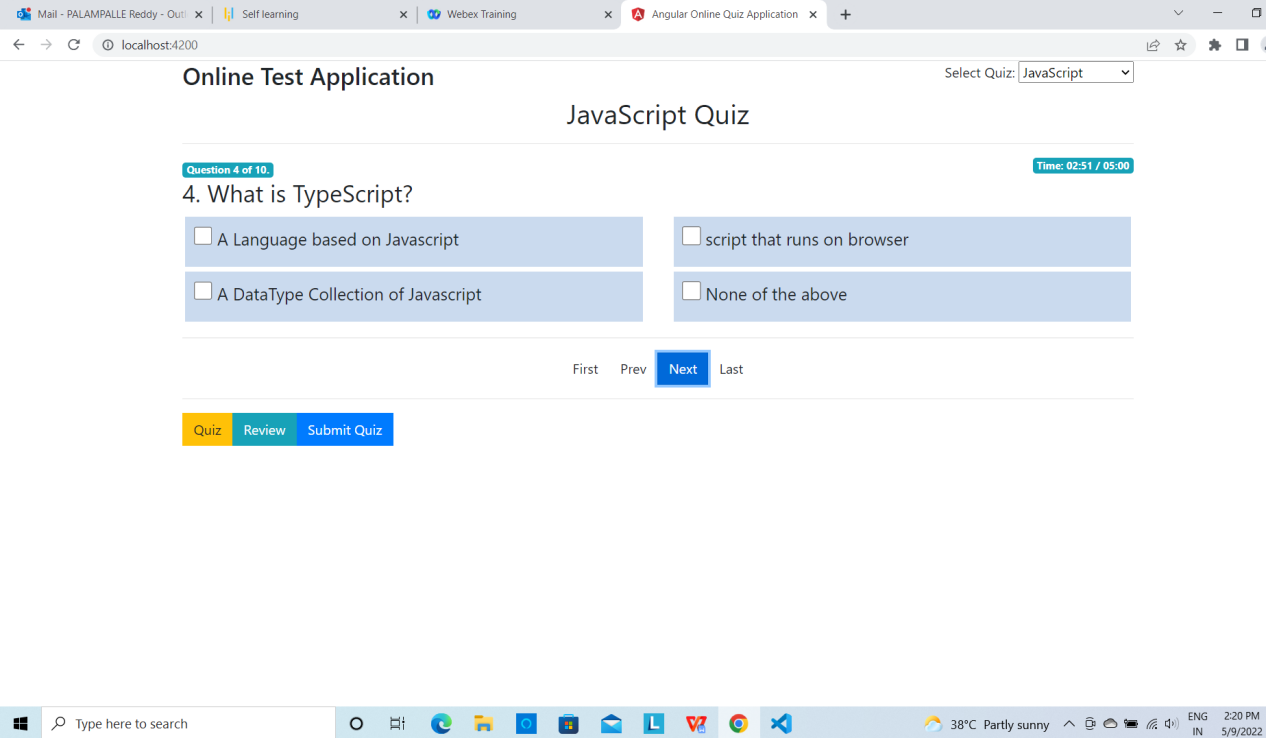 Mail - PALAMPALLE Reddy - Outl
Self learning
Webex Training
Angular Online Quiz Application
localhost:4200
Online Test Application
Select Quiz: JavaScript
JavaScript Quiz
Question 4 of 10.
Time: 02:51 / 05:00
4. What is TypeScript?
A Language based on Javascript
script that runs on browser
A DataType Collection of Javascript
None of the above
First Prev Next Last
Quiz Review Submit Quiz
Type here to search
38°C Partly sunny
ENG
IN
2:20 PM
5/9/2022